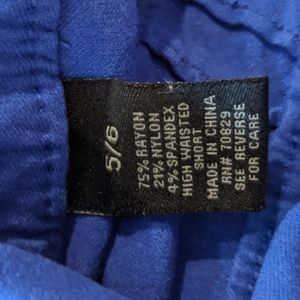 5/6
75% RAYON
21% NYLON
4% SPANDEX
HIGH WAISTED
SHORT
MADE IN CHINA
RN# 70829
SEE REVERSE
FOR CARE